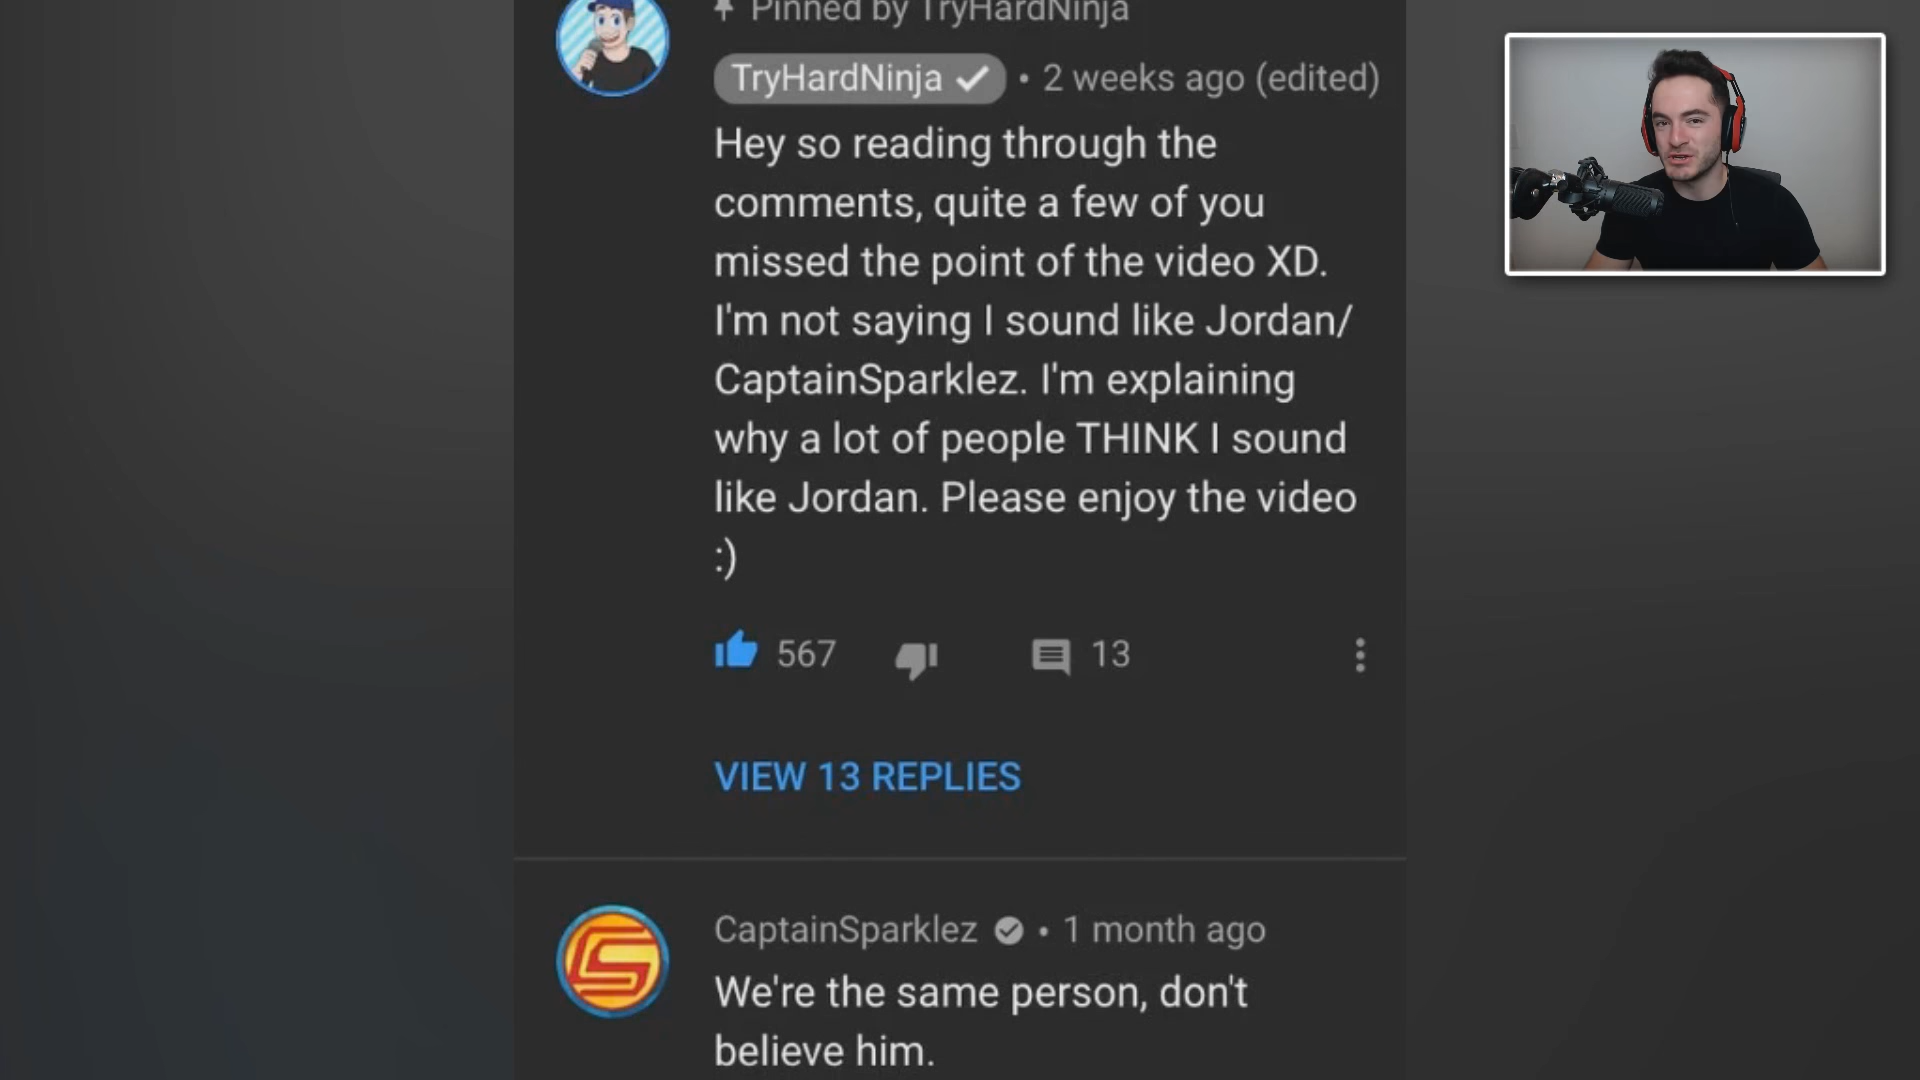 Pinned by TryHardNinja
TryHardNinja • 2 weeks ago (edited)
Hey so reading through the
comments, quite a few of you
missed the point of the video XD.
I'm not saying I sound like Jordan/
CaptainSparklez. I'm explaining
why a lot of people THINK I sound
like Jordan. Please enjoy the video
:)
567 13
VIEW 13 REPLIES
CaptainSparklez • 1 month ago
We're the same person, don't
believe him.